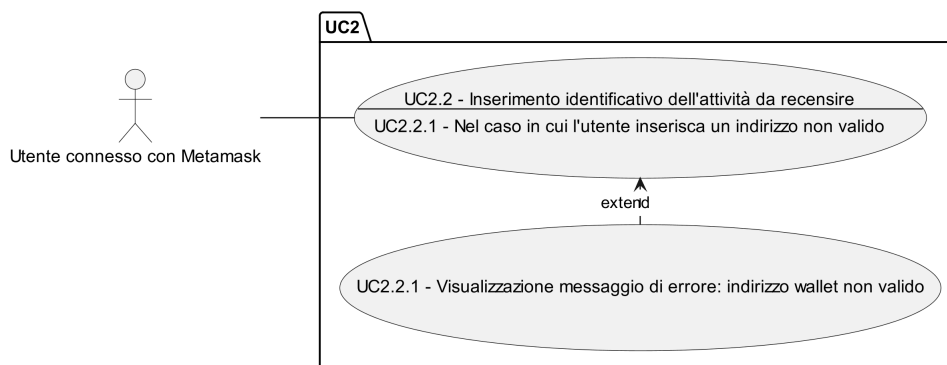 UC2
UC2.2 - Inserimento identificativo dell'attività da recensire
UC2.2.1 - Nel caso in cui l'utente inserisca un indirizzo non valido
Utente connesso con Metamask
extend
UC2.2.1 - Visualizzazione messaggio di errore: indirizzo wallet non valido